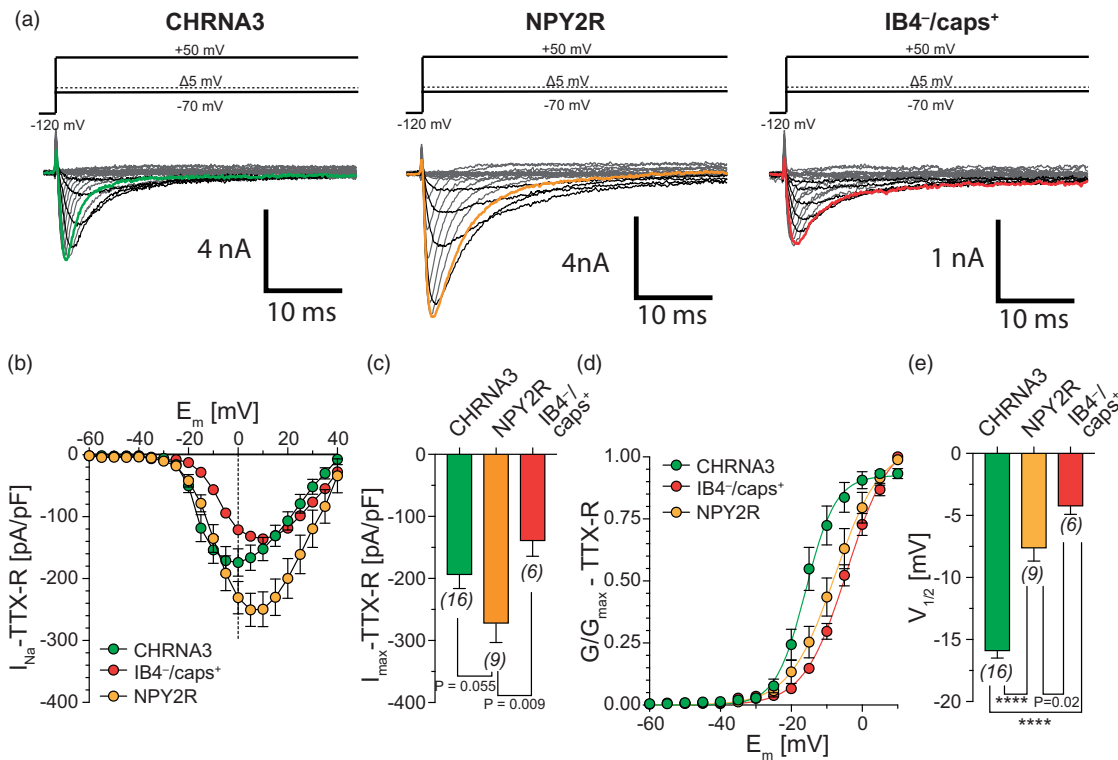 (a)
CHRNA3
NPY2R
IB4⁻/caps⁺
+50 mV
Δ5 mV
-70 mV
-120 mV
+50 mV
Δ5 mV
-70 mV
-120 mV
+50 mV
Δ5 mV
-70 mV
-120 mV
4 nA
10 ms
4nA
10 ms
1 nA
10 ms
(b)
Eₘ [mV]
-60 -40 -20 0 20 40
0
-100
-200
-300
-400
I_Na-TTX-R [pA/pF]
CHRNA3
IB4⁻/caps⁺
NPY2R
(c)
CHRNA3
NPY2R
IB4⁻/
caps⁺
0
-100
-200
-300
-400
I_max-TTX-R [pA/pF]
(16)
(9)
(6)
P = 0.055
P = 0.009
(d)
CHRNA3
IB4⁻/caps⁺
NPY2R
1.00
0.75
0.50
0.25
0.00
G/G_max - TTX-R
-60 -40 -20 0
Eₘ [mV]
(e)
CHRNA3
NPY2R
IB4⁻/
caps⁺
0
-5
-10
-15
-20
V_1/2 [mV]
(16)
(9)
(6)
****
P=0.02
****